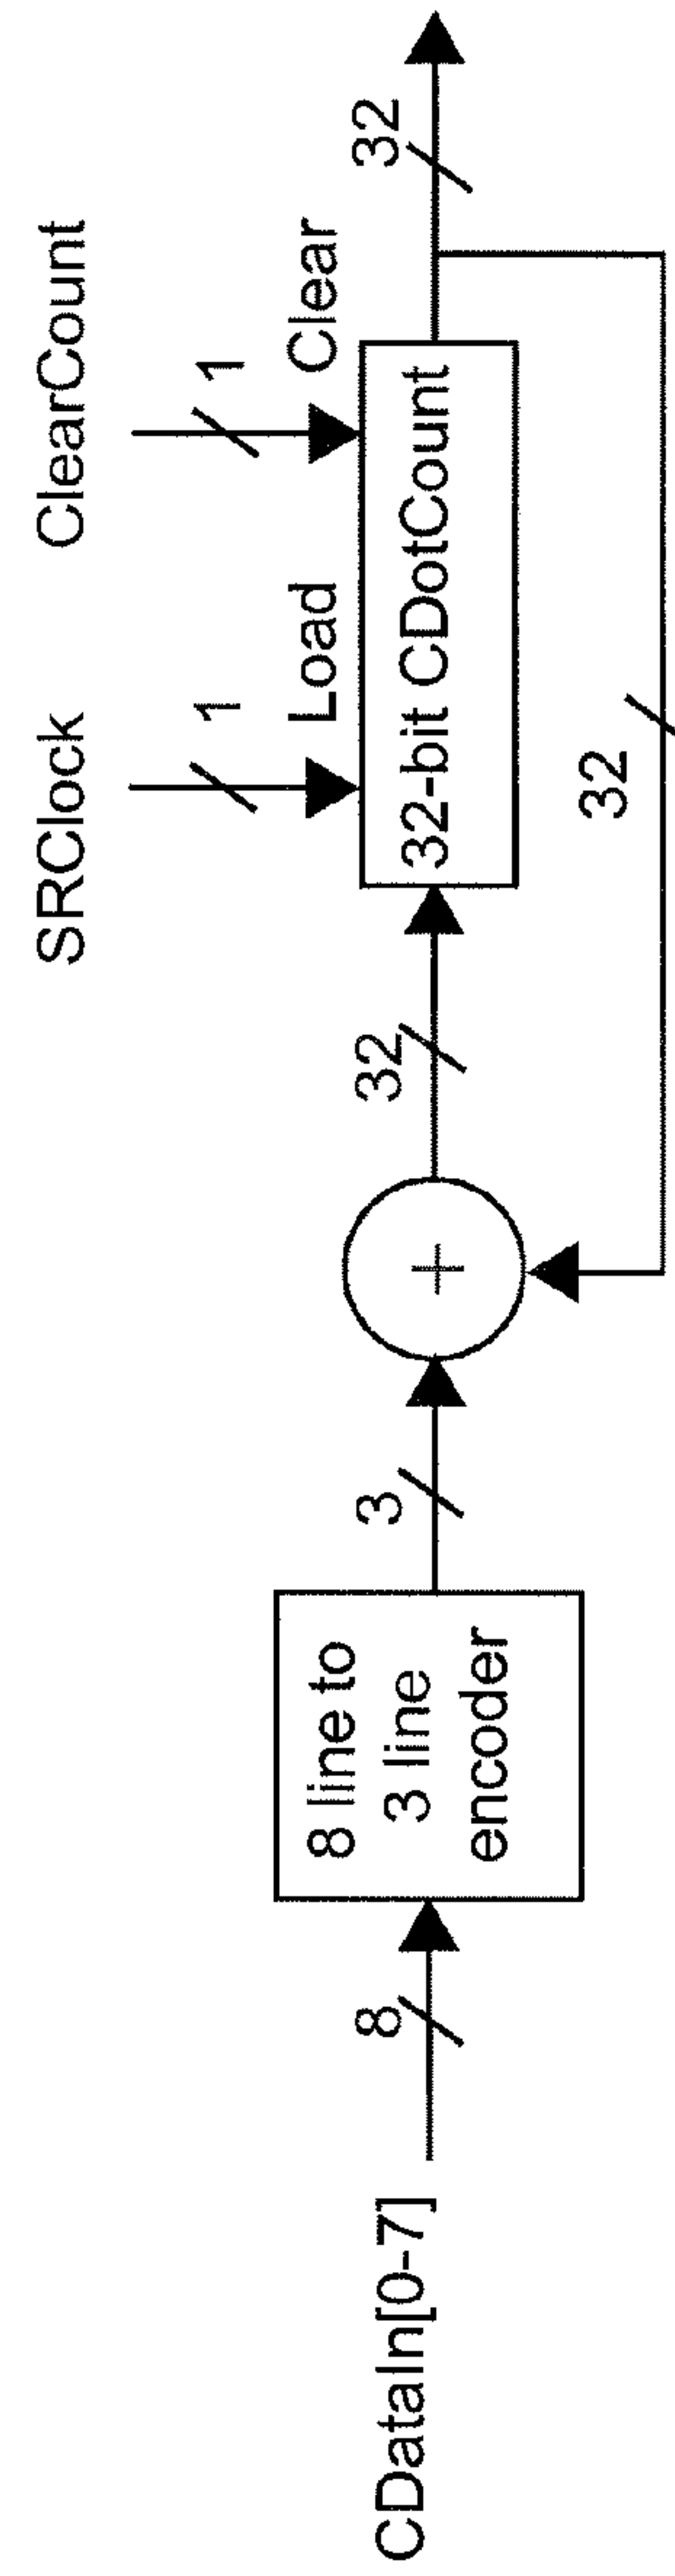 SRClock
ClearCount
1
1
Load
Clear
CDataIn[0-7]
8
8 line to
3 line
encoder
3
+
32
32-bit CDotCount
32
32